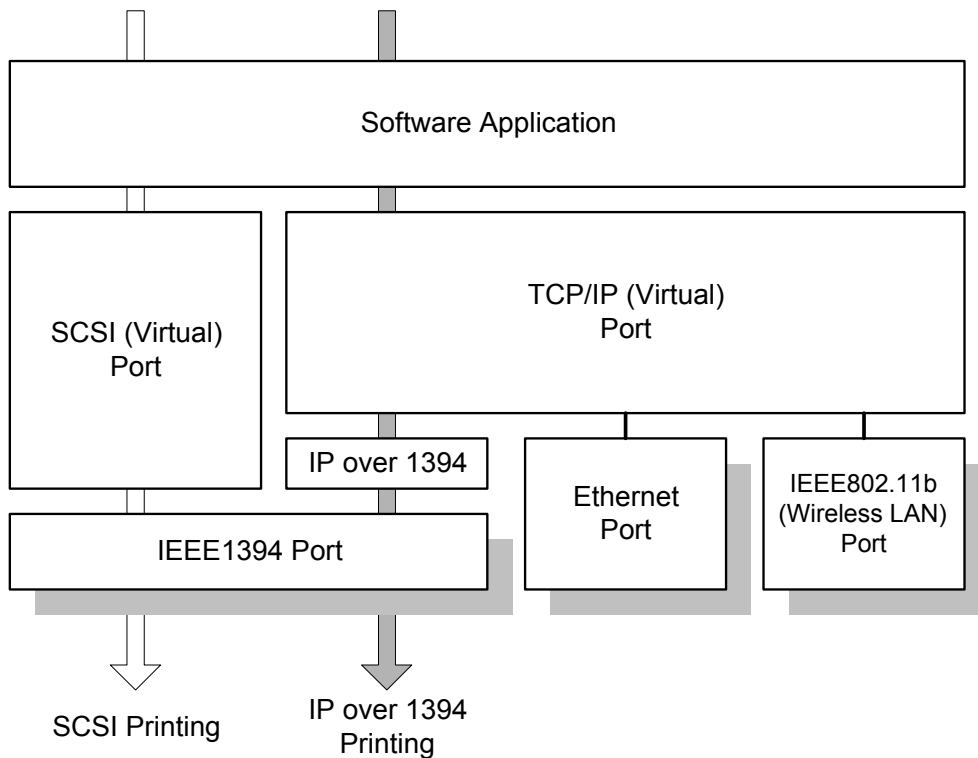 Software Application
SCSI (Virtual)
Port
TCP/IP (Virtual)
Port
IP over 1394
Ethernet
Port
IEEE802.11b
(Wireless LAN)
Port
IEEE1394 Port
SCSI Printing
IP over 1394
Printing